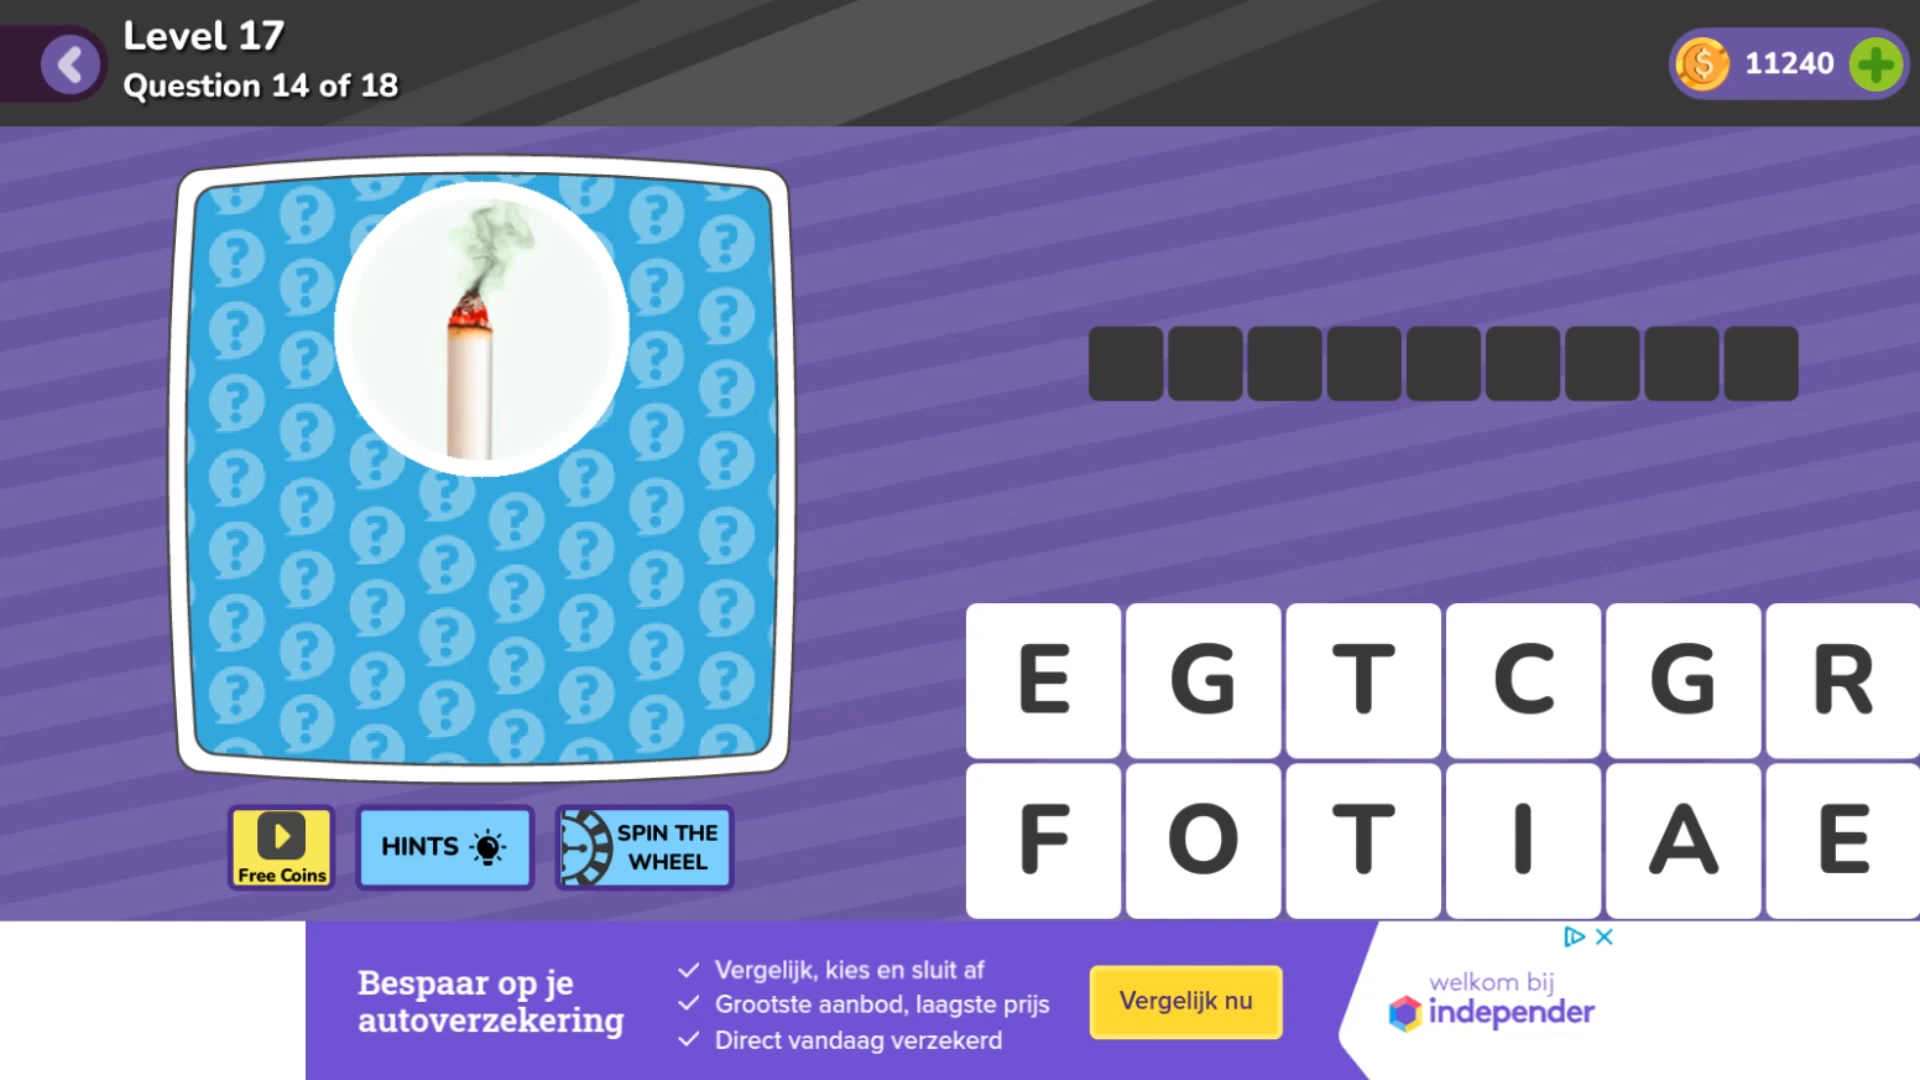 Level 17
Question 14 of 18
11240
E G T C G R
F O T I A E
Free Coins
HINTS
SPIN THE
WHEEL
Bespaar op je
autoverzekering
Vergelijk, kies en sluit af
Grootste aanbod, laagste prijs
Direct vandaag verzekerd
Vergelijk nu
welkom bij
independer